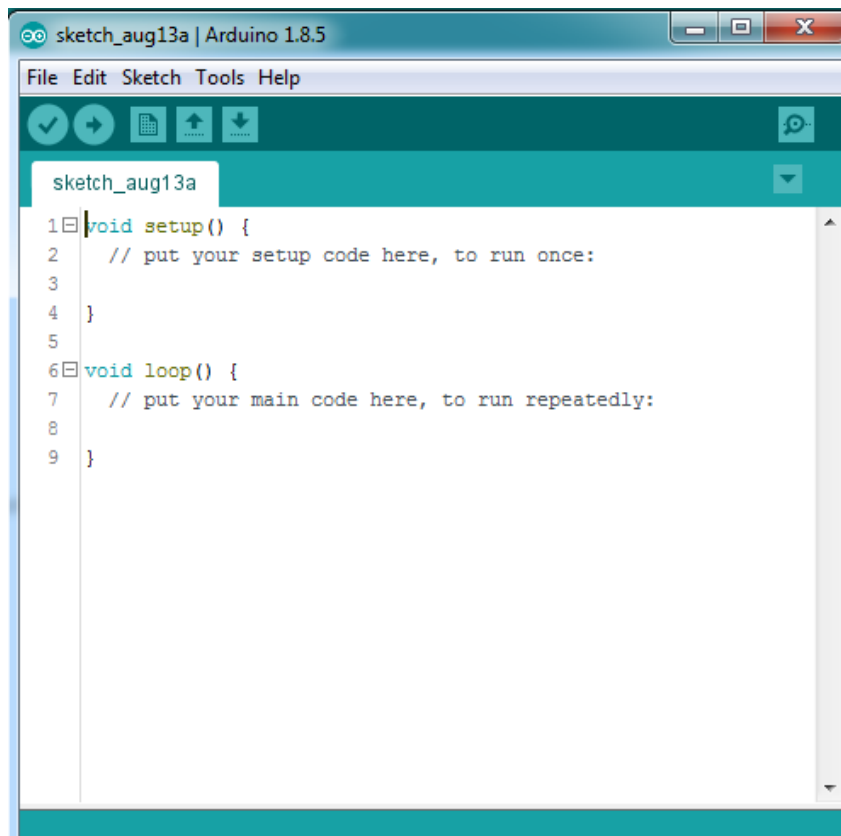 sketch_aug13a | Arduino 1.8.5
File Edit Sketch Tools Help
sketch_aug13a
1 void setup() {
2   // put your setup code here, to run once:
3
4 }
5
6 void loop() {
7   // put your main code here, to run repeatedly:
8
9 }